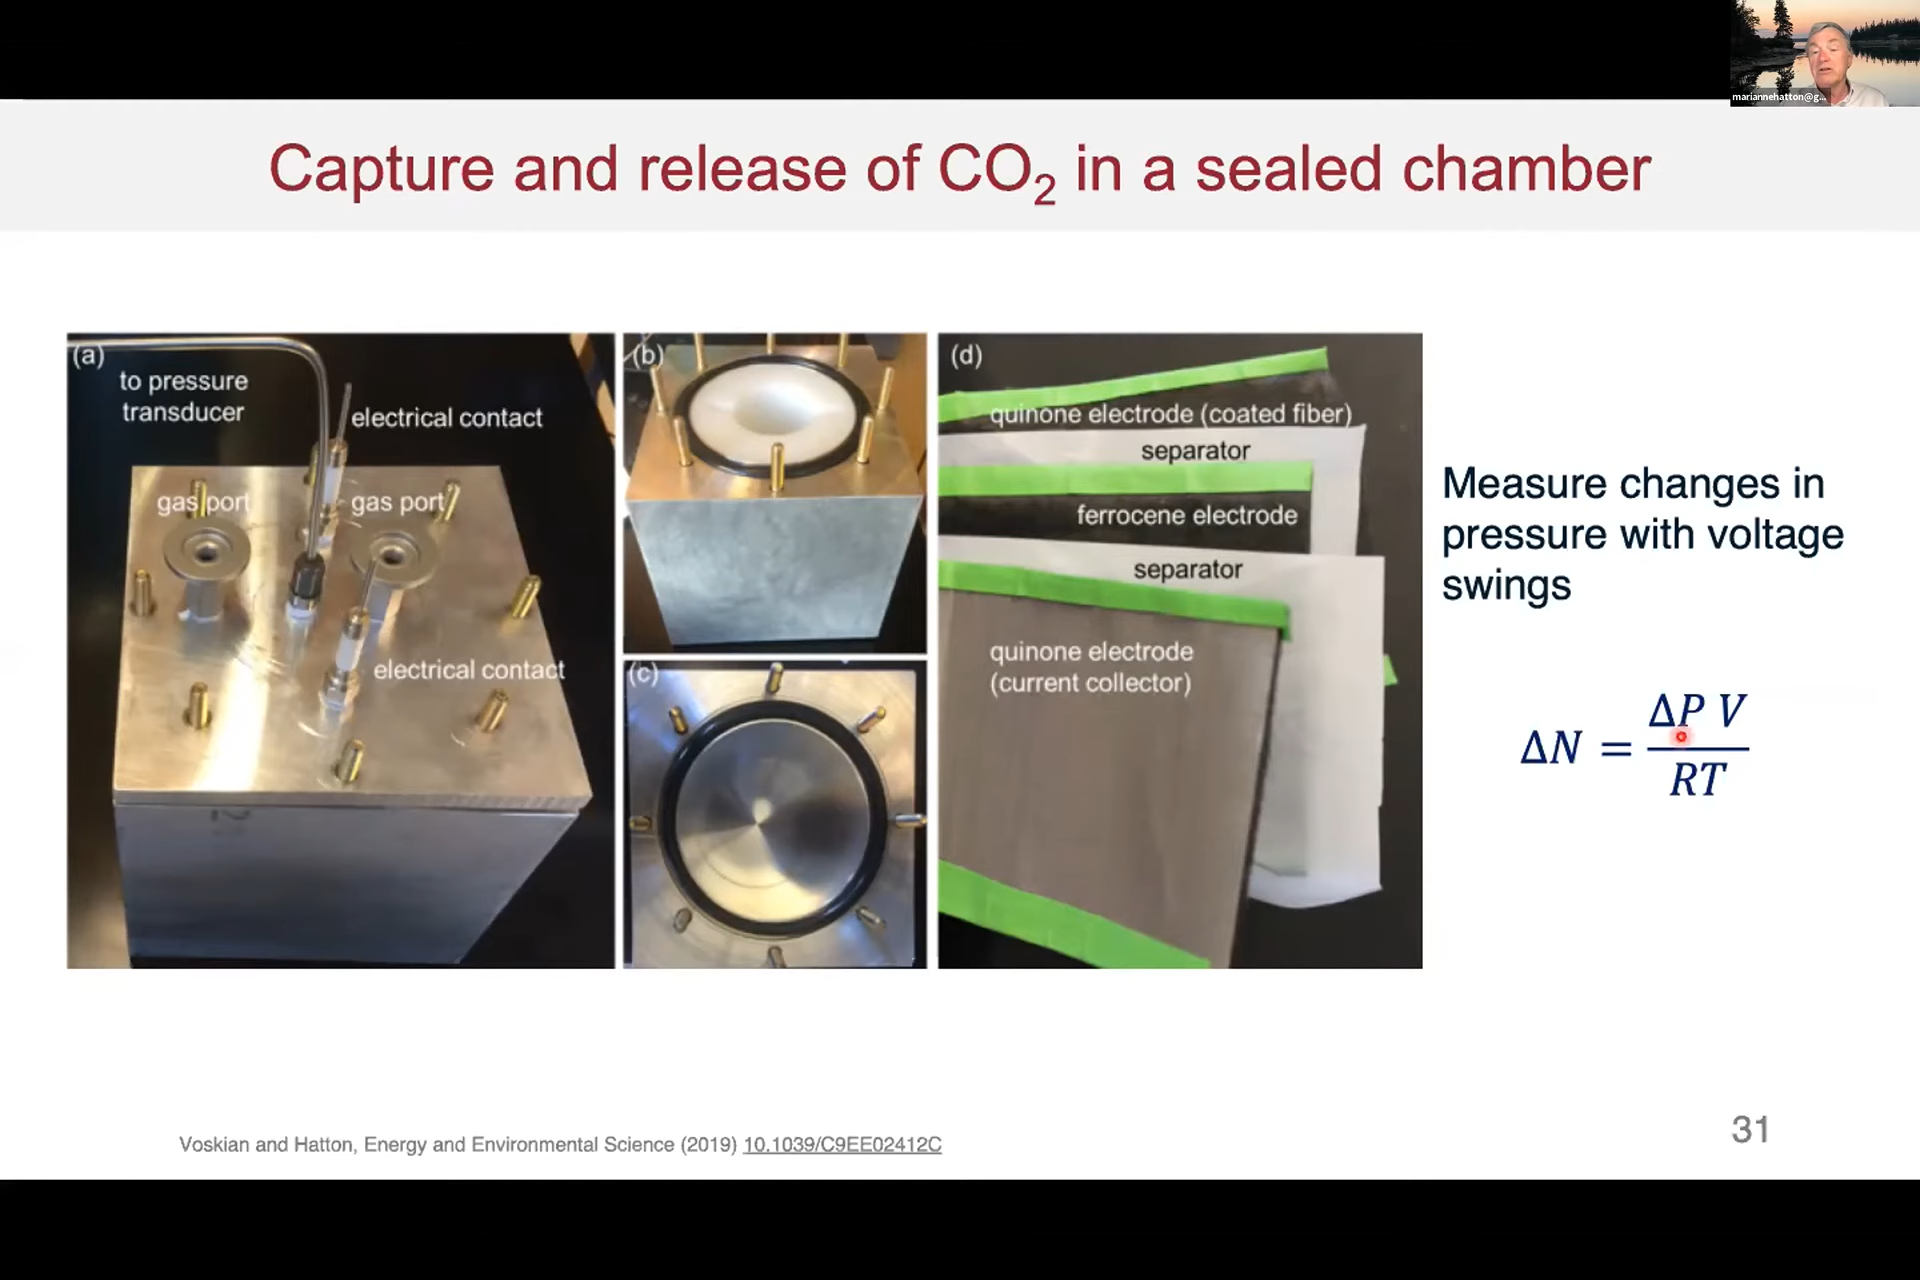 mariannehatton@g...
Capture and release of CO₂ in a sealed chamber
(a)
to pressure
transducer
electrical contact
gas port
gas port
electrical contact
(b)
(c)
(d)
quinone electrode (coated fiber)
separator
ferrocene electrode
separator
quinone electrode
(current collector)
Measure changes in
pressure with voltage
swings
ΔN = ΔP V / RT
Voskian and Hatton, Energy and Environmental Science (2019) 10.1039/C9EE02412C
31